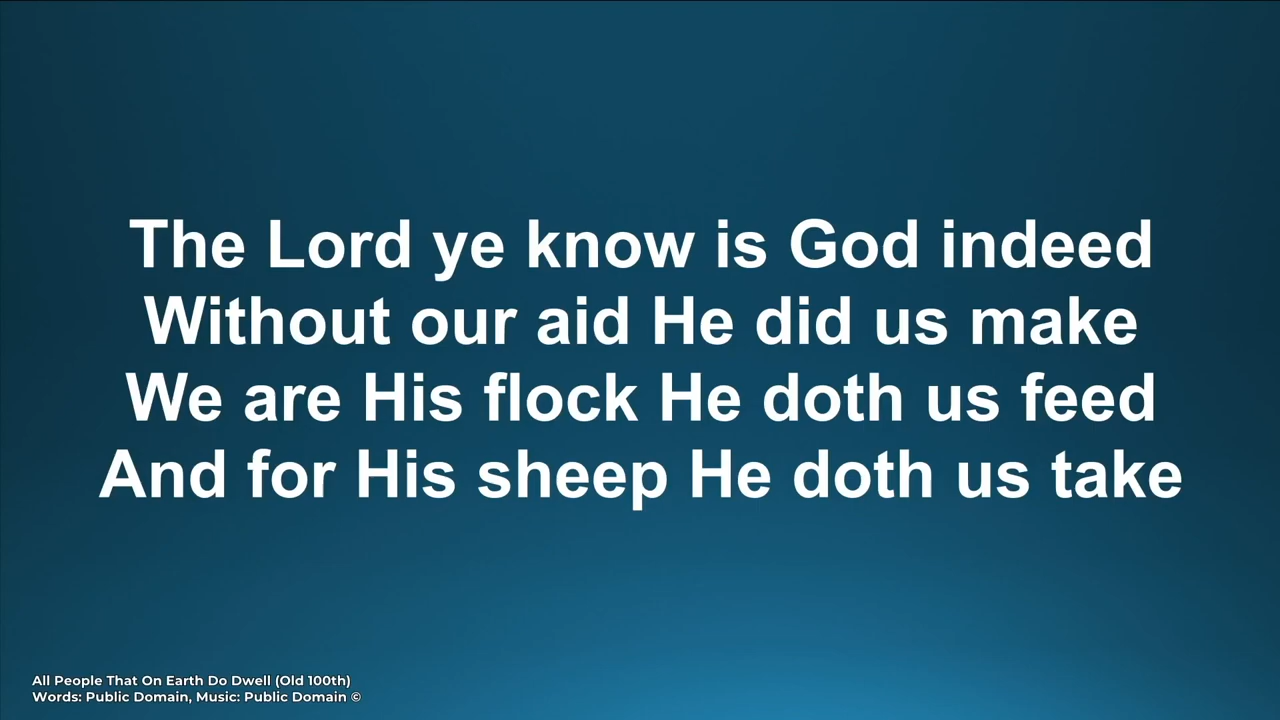 The Lord ye know is God indeed
Without our aid He did us make
We are His flock He doth us feed
And for His sheep He doth us take
All People That On Earth Do Dwell (Old 100th)
Words: Public Domain, Music: Public Domain ©